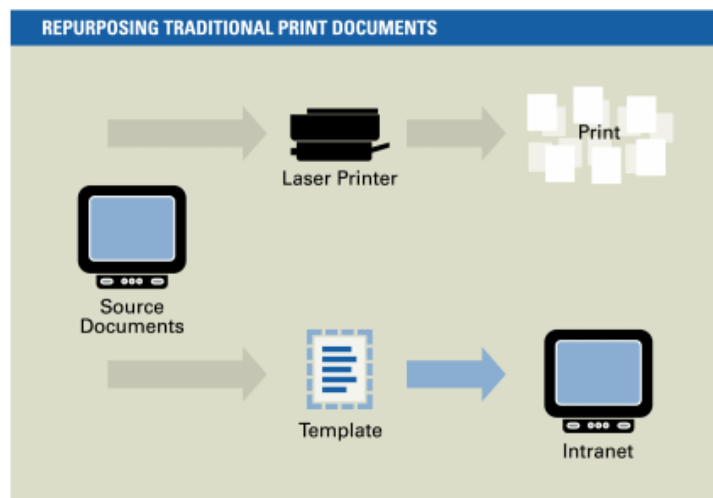 REPURPOSING TRADITIONAL PRINT DOCUMENTS
Print
Laser Printer
Source
Documents
Template
Intranet